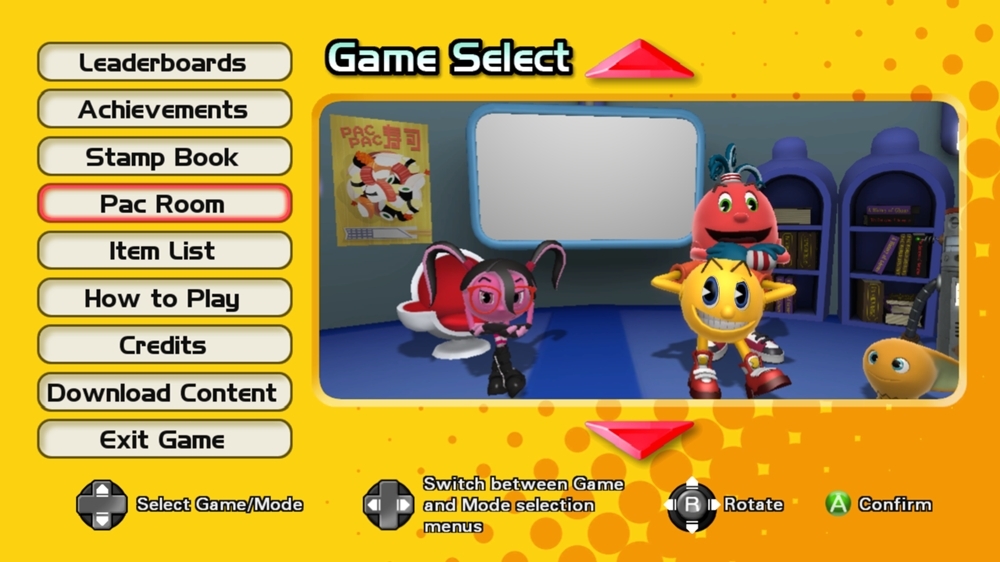 Game Select
Leaderboards
Achievements
Stamp Book
Pac Room
Item List
How to Play
Credits
Download Content
Exit Game
PAC
PAC
Select Game/Mode
Switch between Game
and Mode selection
menus
R
Rotate
A
Confirm